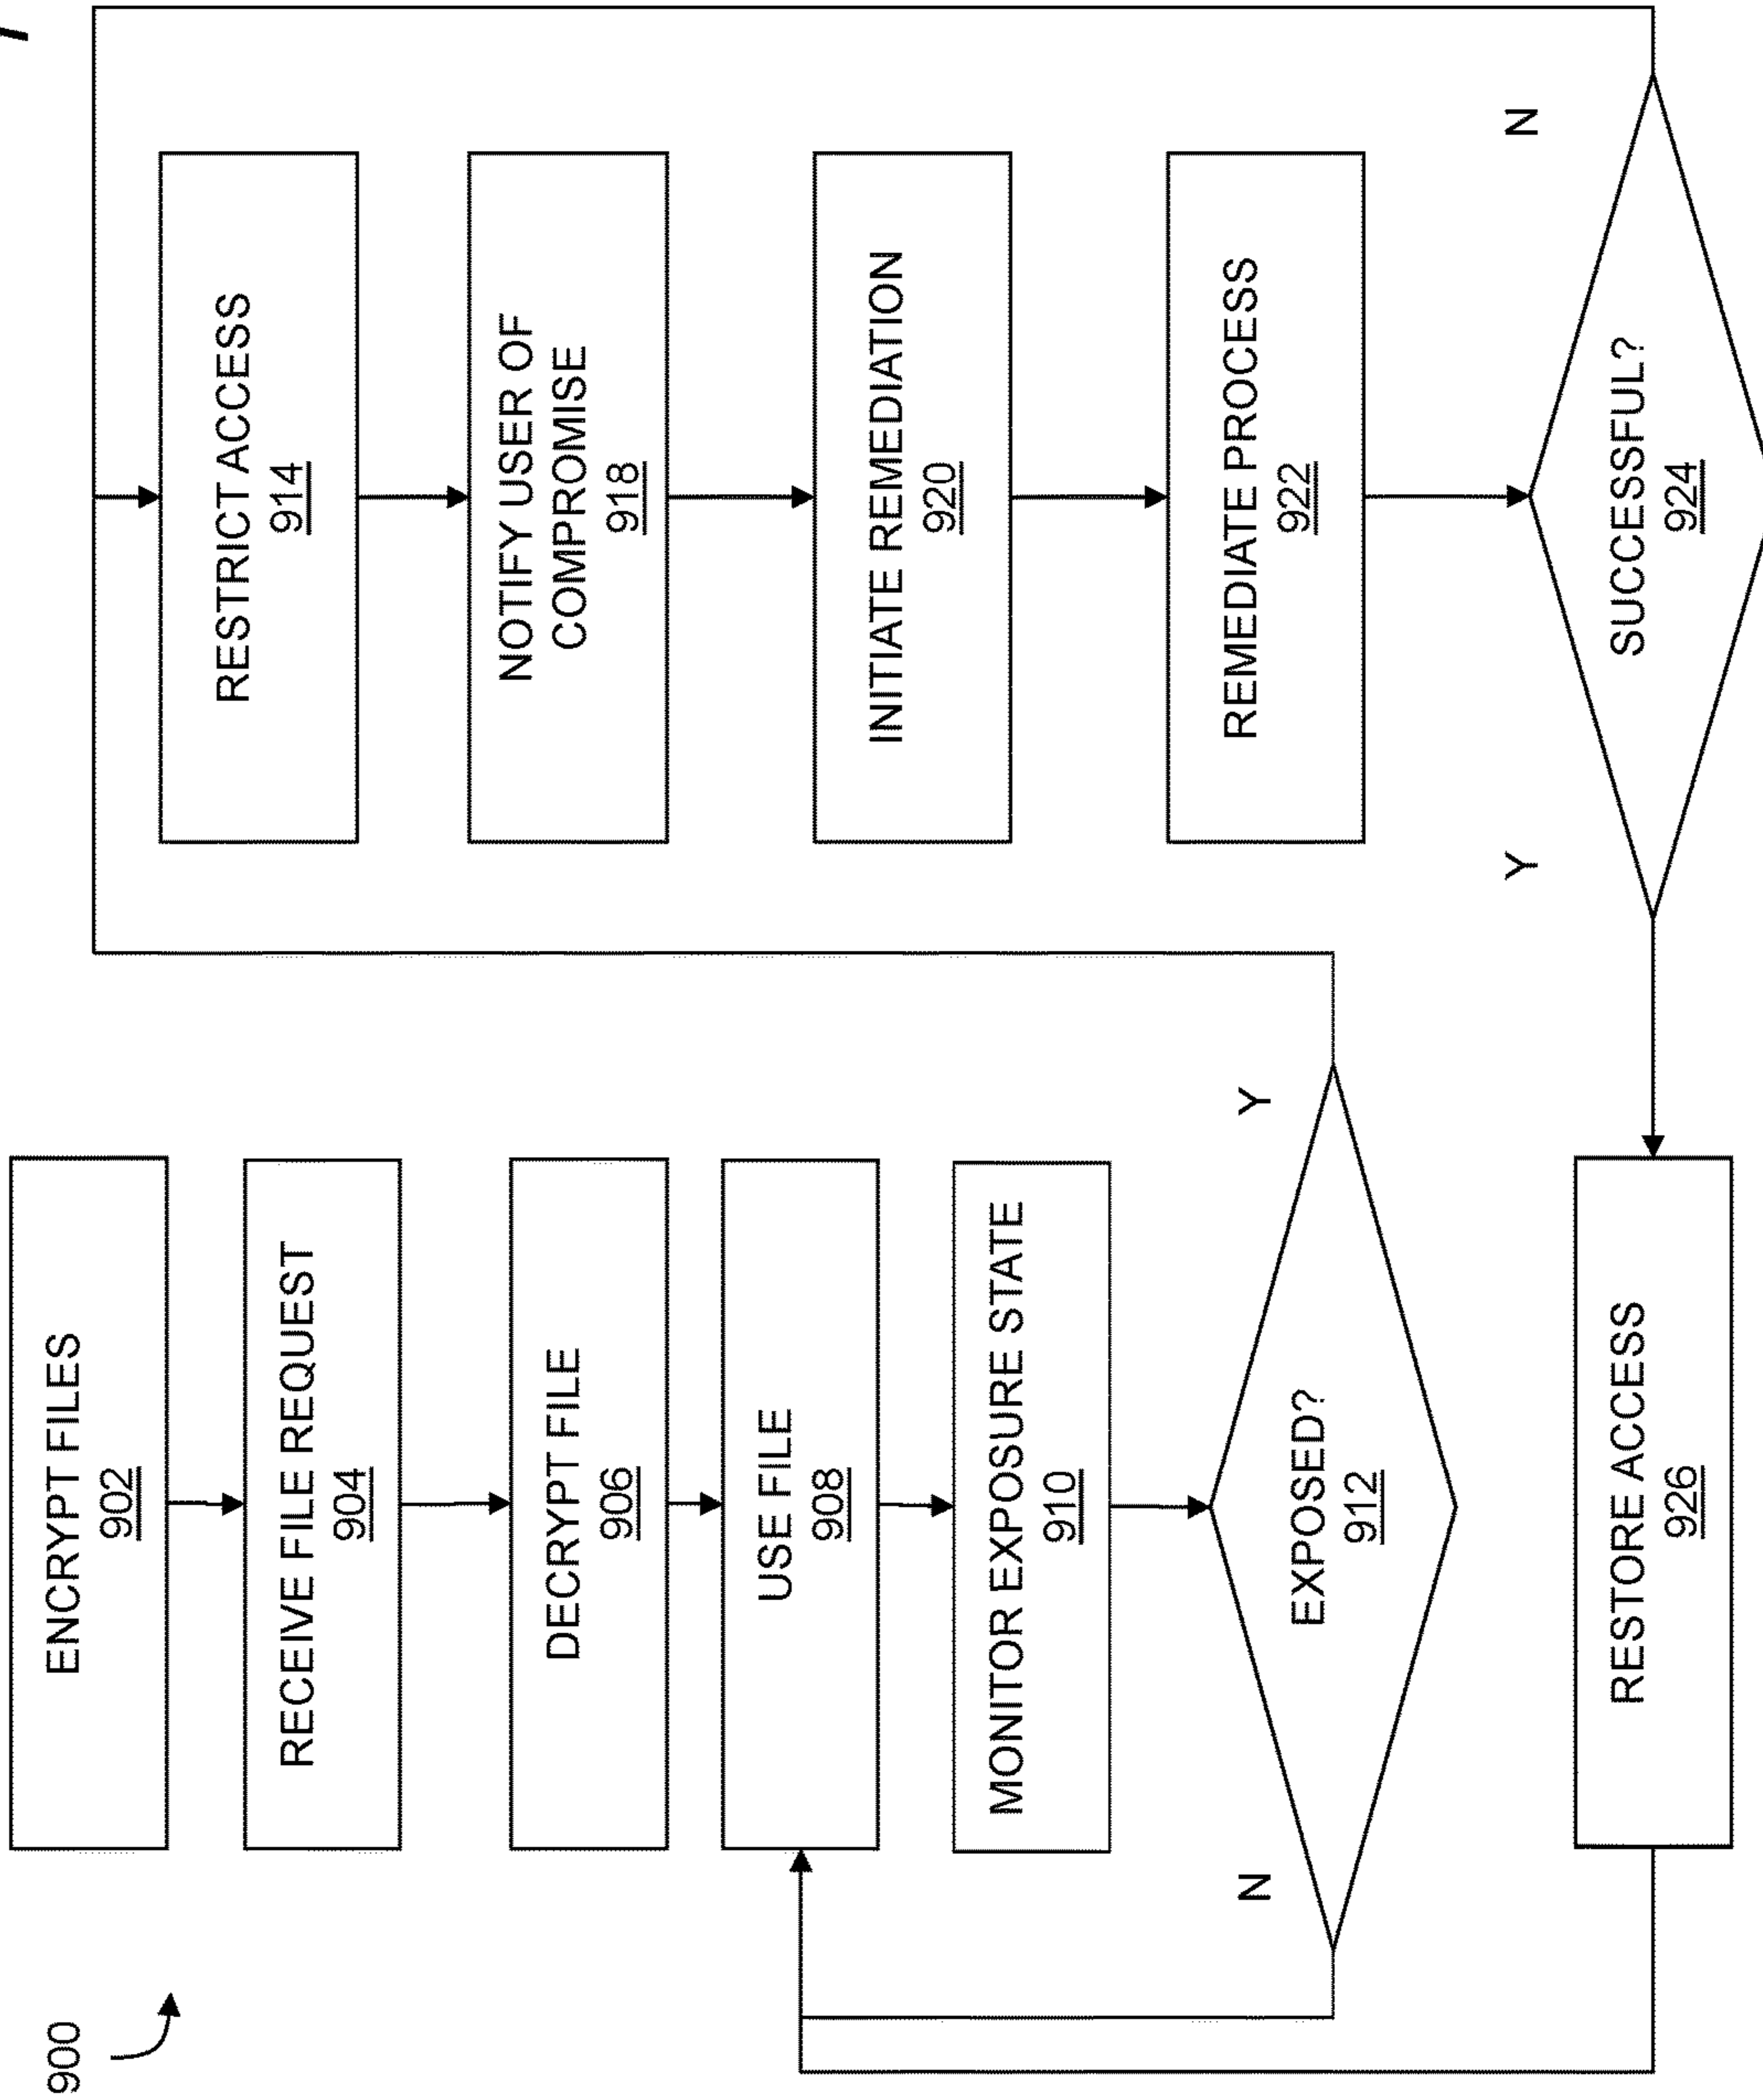 900
ENCRYPT FILES
902
RECEIVE FILE REQUEST
904
DECRYPT FILE
906
USE FILE
908
MONITOR EXPOSURE STATE
910
EXPOSED?
912
N
Y
RESTRICT ACCESS
914
NOTIFY USER OF
COMPROMISE
918
INITIATE REMEDIATION
920
REMEDIATE PROCESS
922
SUCCESSFUL?
924
Y
N
RESTORE ACCESS
926